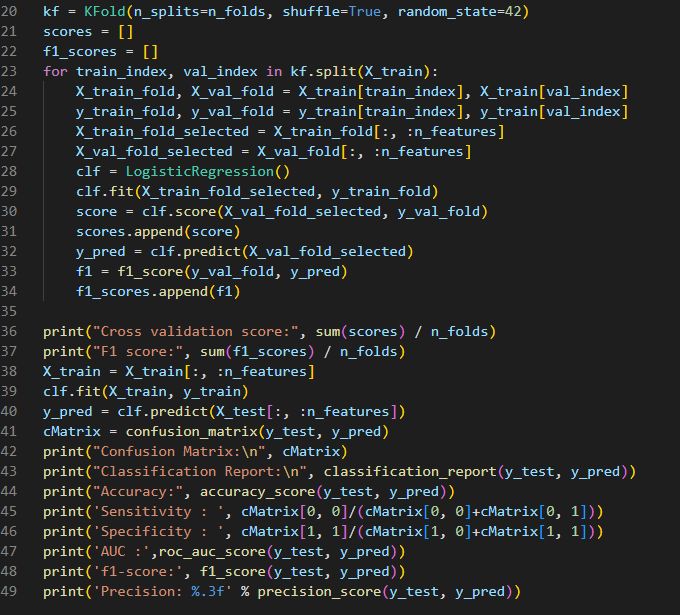 20 kf = KFold(n_splits=n_folds, shuffle=True, random_state=42)
21 scores = []
22 f1_scores = []
23 for train_index, val_index in kf.split(X_train):
24     X_train_fold, X_val_fold = X_train[train_index], X_train[val_index]
25     y_train_fold, y_val_fold = y_train[train_index], y_train[val_index]
26     X_train_fold_selected = X_train_fold[:, :n_features]
27     X_val_fold_selected = X_val_fold[:, :n_features]
28     clf = LogisticRegression()
29     clf.fit(X_train_fold_selected, y_train_fold)
30     score = clf.score(X_val_fold_selected, y_val_fold)
31     scores.append(score)
32     y_pred = clf.predict(X_val_fold_selected)
33     f1 = f1_score(y_val_fold, y_pred)
34     f1_scores.append(f1)
35
36 print("Cross validation score:", sum(scores) / n_folds)
37 print("F1 score:", sum(f1_scores) / n_folds)
38 X_train = X_train[:, :n_features]
39 clf.fit(X_train, y_train)
40 y_pred = clf.predict(X_test[:, :n_features])
41 cMatrix = confusion_matrix(y_test, y_pred)
42 print("Confusion Matrix:\n", cMatrix)
43 print("Classification Report:\n", classification_report(y_test, y_pred))
44 print("Accuracy:", accuracy_score(y_test, y_pred))
45 print('Sensitivity : ', cMatrix[0, 0]/(cMatrix[0, 0]+cMatrix[0, 1]))
46 print('Specificity : ', cMatrix[1, 1]/(cMatrix[1, 0]+cMatrix[1, 1]))
47 print('AUC :',roc_auc_score(y_test, y_pred))
48 print('f1-score:', f1_score(y_test, y_pred))
49 print('Precision: %.3f' % precision_score(y_test, y_pred))